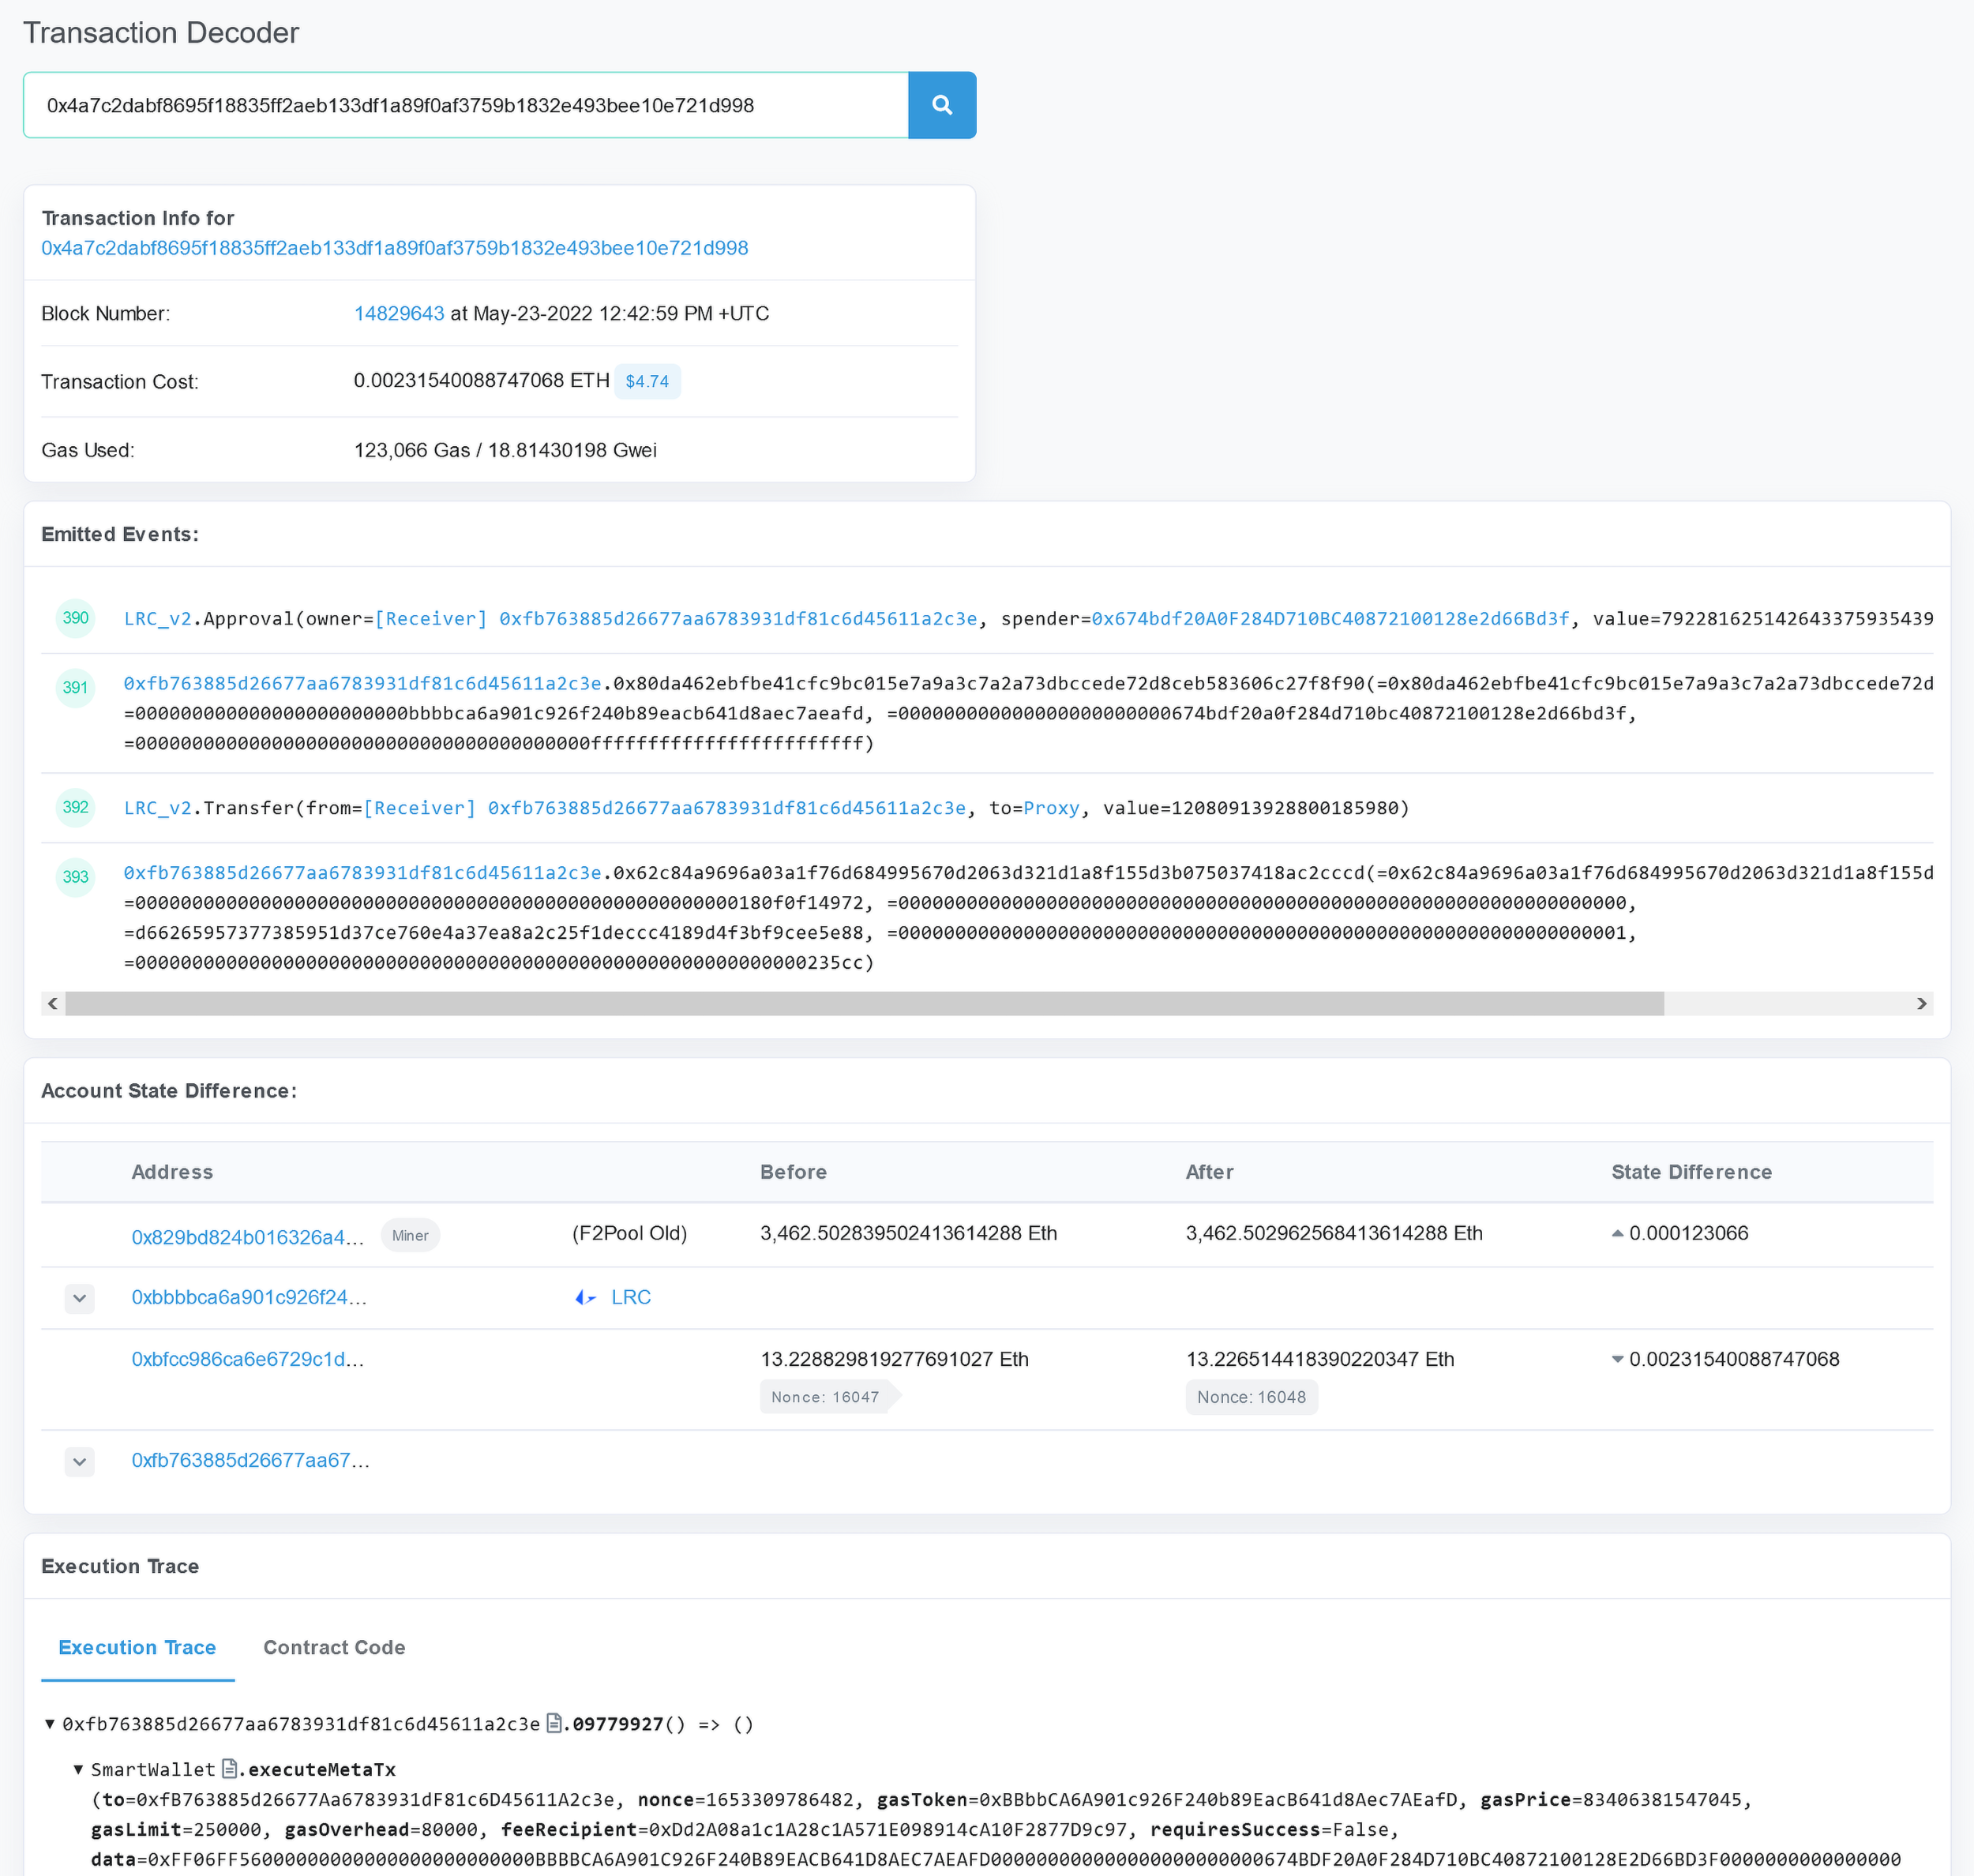 Transaction Decoder
0x4a7c2dabf8695f18835ff2aeb133df1a89f0af3759b1832e493bee10e721d998
Transaction Info for
0x4a7c2dabf8695f18835ff2aeb133df1a89f0af3759b1832e493bee10e721d998
Block Number: 14829643 at May-23-2022 12:42:59 PM +UTC
Transaction Cost: 0.00231540088747068 ETH $4.74
Gas Used: 123,066 Gas / 18.81430198 Gwei
Emitted Events:
390 LRC_v2.Approval(owner=[Receiver] 0xfb763885d26677aa6783931df81c6d45611a2c3e, spender=0x674bdf20A0F284D710BC40872100128e2d66Bd3f, value=792281625142643375935439
391 0xfb763885d26677aa6783931df81c6d45611a2c3e.0x80da462ebfbe41cfc9bc015e7a9a3c7a2a73dbccede72d8ceb583606c27f8f90(=0x80da462ebfbe41cfc9bc015e7a9a3c7a2a73dbccede72d
=000000000000000000000000bbbbca6a901c926f240b89eacb641d8aec7aeafd, =000000000000000000000000674bdf20a0f284d710bc40872100128e2d66bd3f,
=0000000000000000000000000000000000000000ffffffffffffffffffffffff)
392 LRC_v2.Transfer(from=[Receiver] 0xfb763885d26677aa6783931df81c6d45611a2c3e, to=Proxy, value=12080913928800185980)
393 0xfb763885d26677aa6783931df81c6d45611a2c3e.0x62c84a9696a03a1f76d684995670d2063d321d1a8f155d3b075037418ac2cccd(=0x62c84a9696a03a1f76d684995670d2063d321d1a8f155d
=00000000000000000000000000000000000000000000000000000180f0f14972, =0000000000000000000000000000000000000000000000000000000000000000,
=d66265957377385951d37ce760e4a37ea8a2c25f1deccc4189d4f3bf9cee5e88, =0000000000000000000000000000000000000000000000000000000000000001,
=00000000000000000000000000000000000000000000000000000000000235cc)
Account State Difference:
Address Before After State Difference
0x829bd824b016326a4... Miner (F2Pool Old) 3,462.502839502413614288 Eth 3,462.502962568413614288 Eth 0.000123066
0xbbbbca6a901c926f24... LRC
0xbfcc986ca6e6729c1d... 13.228829819277691027 Eth 13.226514418390220347 Eth 0.00231540088747068
Nonce: 16047 Nonce: 16048
0xfb763885d26677aa67...
Execution Trace
Execution Trace Contract Code
0xfb763885d26677aa6783931df81c6d45611a2c3e.09779927() => ()
SmartWallet.executeMetaTx
(to=0xfB763885d26677Aa6783931dF81c6D45611A2c3e, nonce=1653309786482, gasToken=0xBBbbCA6A901c926F240b89EacB641d8Aec7AEafD, gasPrice=83406381547045,
gasLimit=250000, gasOverhead=80000, feeRecipient=0xDd2A08a1c1A28c1A571E098914cA10F2877D9c97, requiresSuccess=False,
data=0xFF06FF56000000000000000000000000BBBBCA6A901C926F240B89EACB641D8AEC7AEAFD000000000000000000000000674BDF20A0F284D710BC40872100128E2D66BD3F0000000000000000